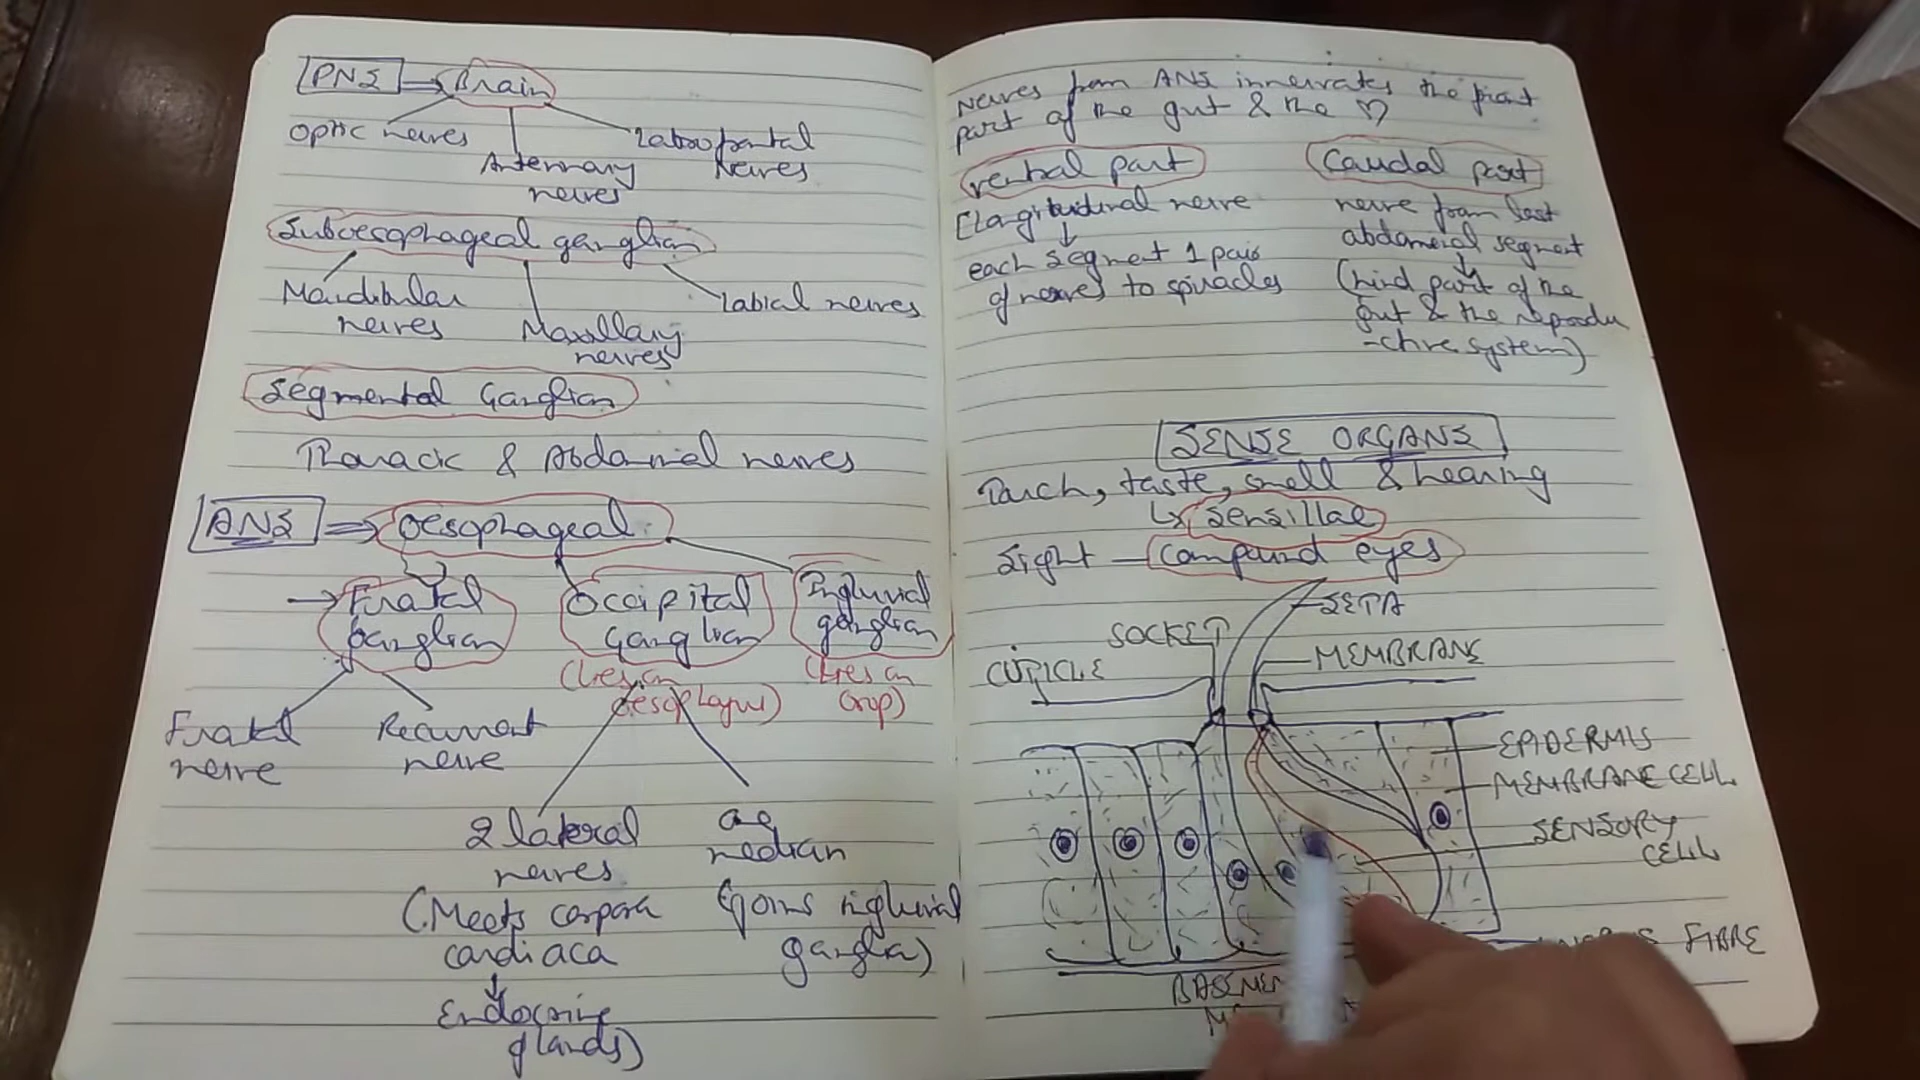 PNS ⇒ Brain
Optic nerves
Antennary nerves
Labrofrontal Nerves
Suboesophageal ganglion
Mandibular nerves
Maxillary nerves
Labial nerves
Segmental Ganglion
Thoracic & Abdominal nerves
ANS ⇒ Oesophageal
→ Frontal ganglion
Occipital Ganglion
Ingluvial ganglion
(Lies on oesophagus)
(Lies on crop)
Frontal nerve
Recurrent nerve
2 lateral nerves
(Meets corpora cardiaca
↓
Endocrine glands)
median
(joins ingluvial ganglia)
Nerves from ANS innervates the front
part of the gut & the ♡
ventral part
[Longitudinal nerve
↓
each segment 1 pair
of nerves to spiracles
Caudal part
nerve from last
abdominal segment
↓
(hind part of the
gut & the reprodu
-ctive system)
SENSE ORGANS
Touch, taste, smell & hearing
↳ Sensillae
Sight - Compound eyes
SETA
SOCKET
MEMBRANE
CUTICLE
EPIDERMIS
MEMBRANE CELL
SENSORY CELL
FIBRE